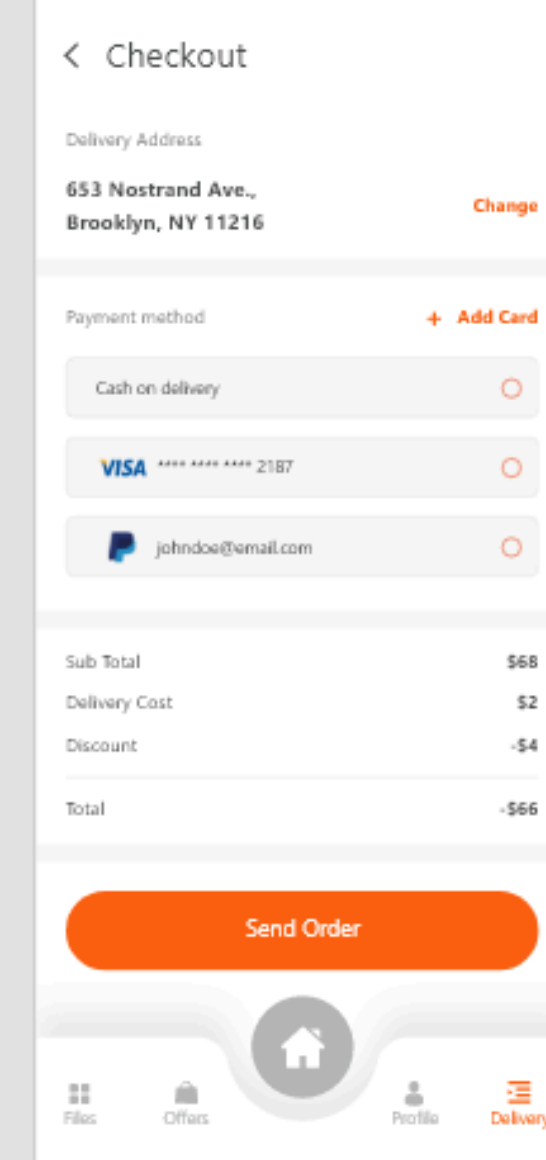 Checkout
Delivery Address
653 Nostrand Ave.,
Brooklyn, NY 11216
Change
Payment method
+ Add Card
Cash on delivery
VISA **** **** **** 2187
johndoe@email.com
Sub Total $68
Delivery Cost $2
Discount -$4
Total -$66
Send Order
Files
Offers
Profile
Delivery